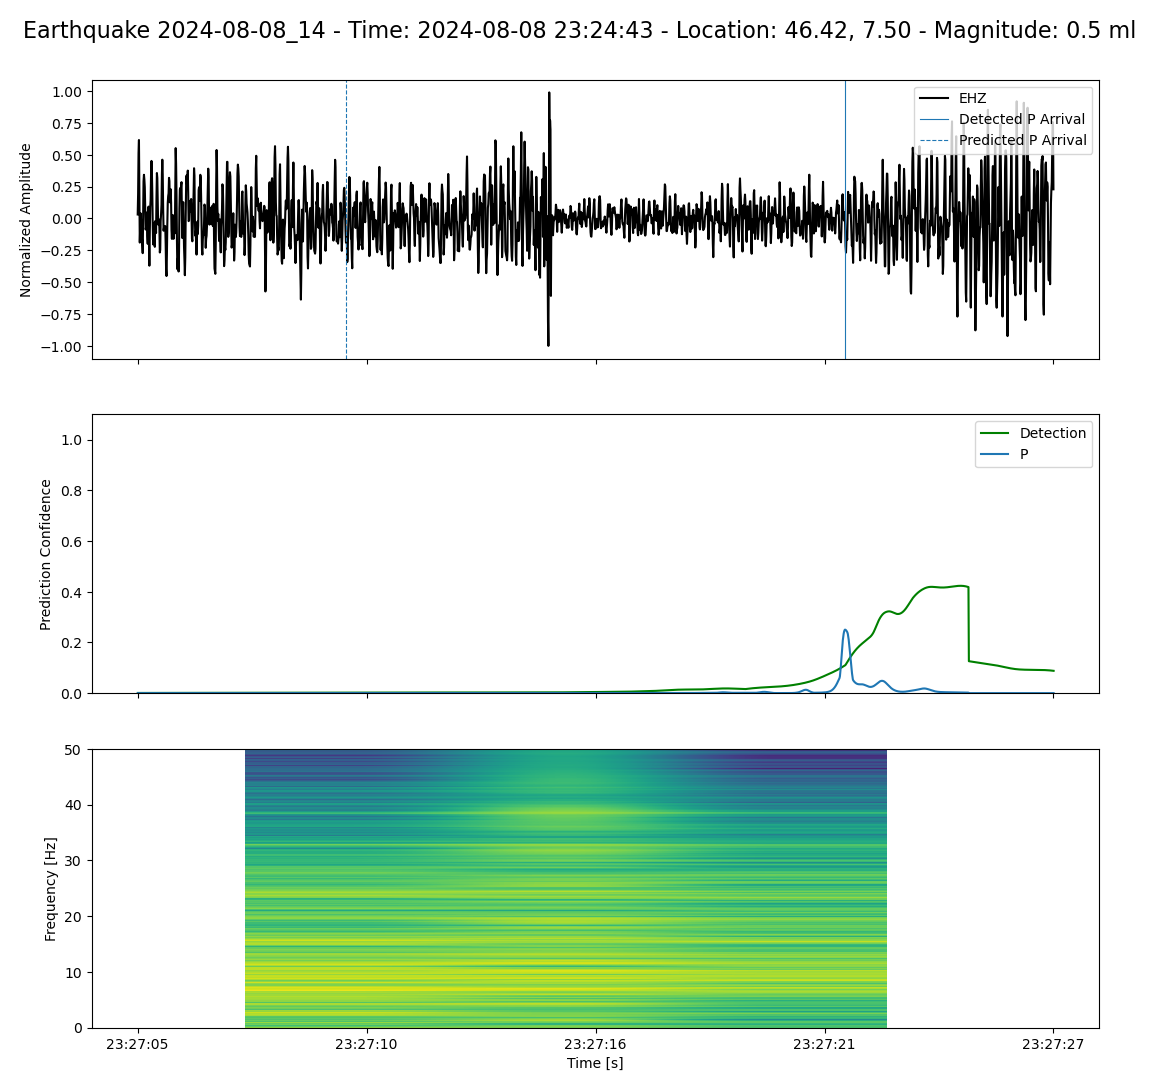 Earthquake 2024-08-08_14 - Time: 2024-08-08 23:24:43 - Location: 46.42, 7.50 - Magnitude: 0.5 ml
Normalized Amplitude
1.00
0.75
0.50
0.25
0.00
−0.25
−0.50
−0.75
−1.00
EHZ
Detected P Arrival
Predicted P Arrival
Prediction Confidence
1.0
0.8
0.6
0.4
0.2
0.0
Detection
P
Frequency [Hz]
50
40
30
20
10
0
23:27:05 23:27:10 23:27:16 23:27:21 23:27:27
Time [s]